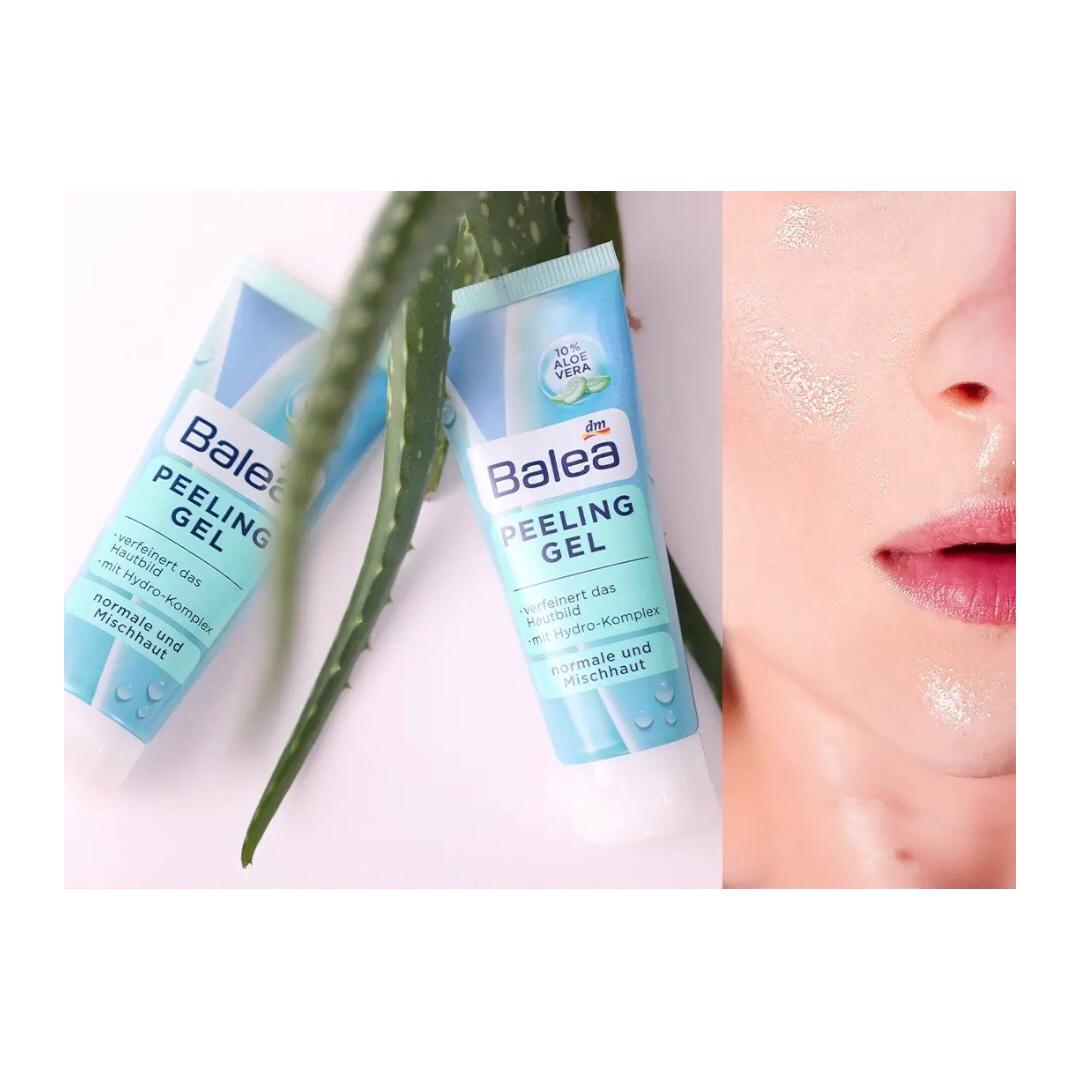 Balea
PEELING
GEL
· verfeinert das
Hautbild
· mit Hydro-Komplex
normale und
Mischhaut
10%
ALOE
VERA
dm
Balea
PEELING
GEL
· verfeinert das
Hautbild
· mit Hydro-Komplex
normale und
Mischhaut